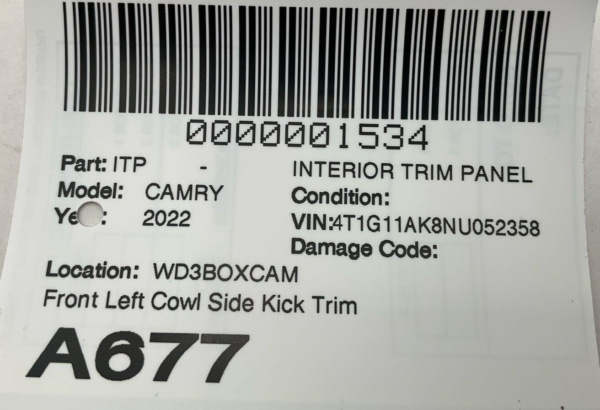 0000001534
Part: ITP - INTERIOR TRIM PANEL
Model: CAMRY Condition:
Ye : 2022 VIN:4T1G11AK8NU052358
Damage Code:
Location: WD3BOXCAM
Front Left Cowl Side Kick Trim
A677